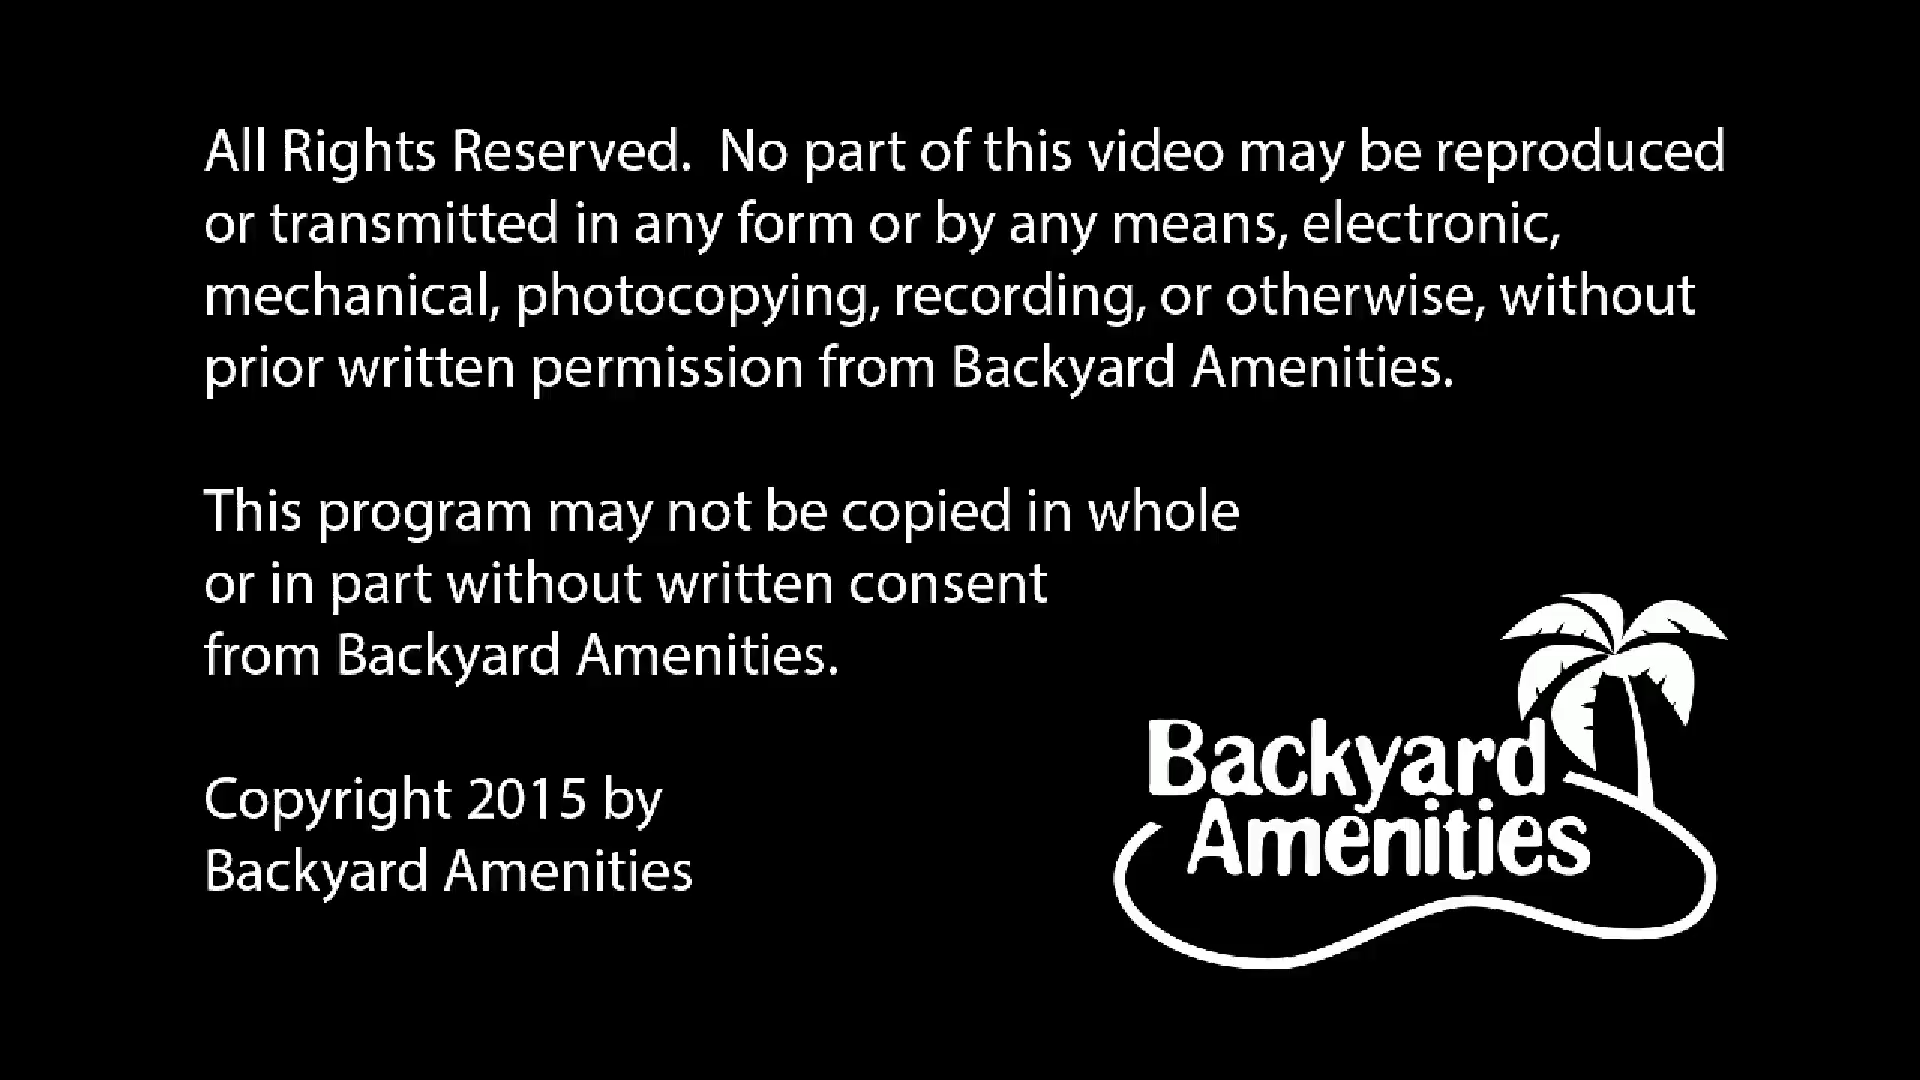 All Rights Reserved.  No part of this video may be reproduced
or transmitted in any form or by any means, electronic,
mechanical, photocopying, recording, or otherwise, without
prior written permission from Backyard Amenities.
This program may not be copied in whole
or in part without written consent
from Backyard Amenities.
Copyright 2015 by
Backyard Amenities
Backyard
Amenities